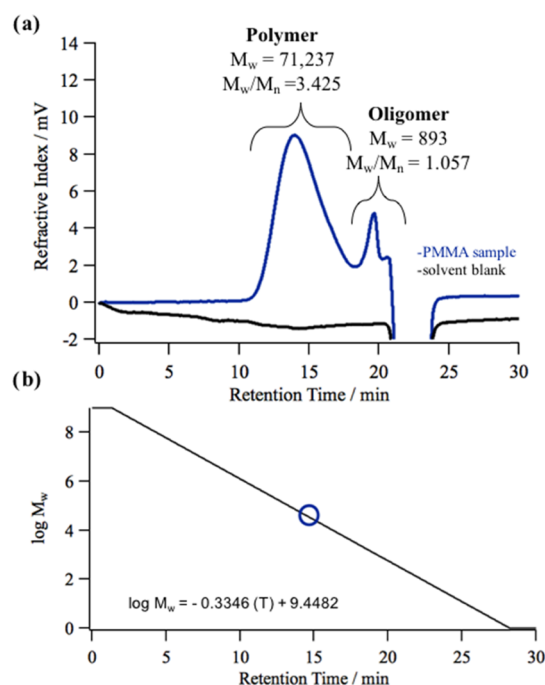 (a)
Polymer
Mw = 71,237
Mw/Mn =3.425
Oligomer
Mw = 893
Mw/Mn = 1.057
-PMMA sample
-solvent blank
Refractive Index / mV
14
12
10
8
6
4
2
0
-2
0 5 10 15 20 25 30
Retention Time / min
(b)
log Mw
8
6
4
2
0
log Mw = - 0.3346 (T) + 9.4482
0 5 10 15 20 25 30
Retention Time / min